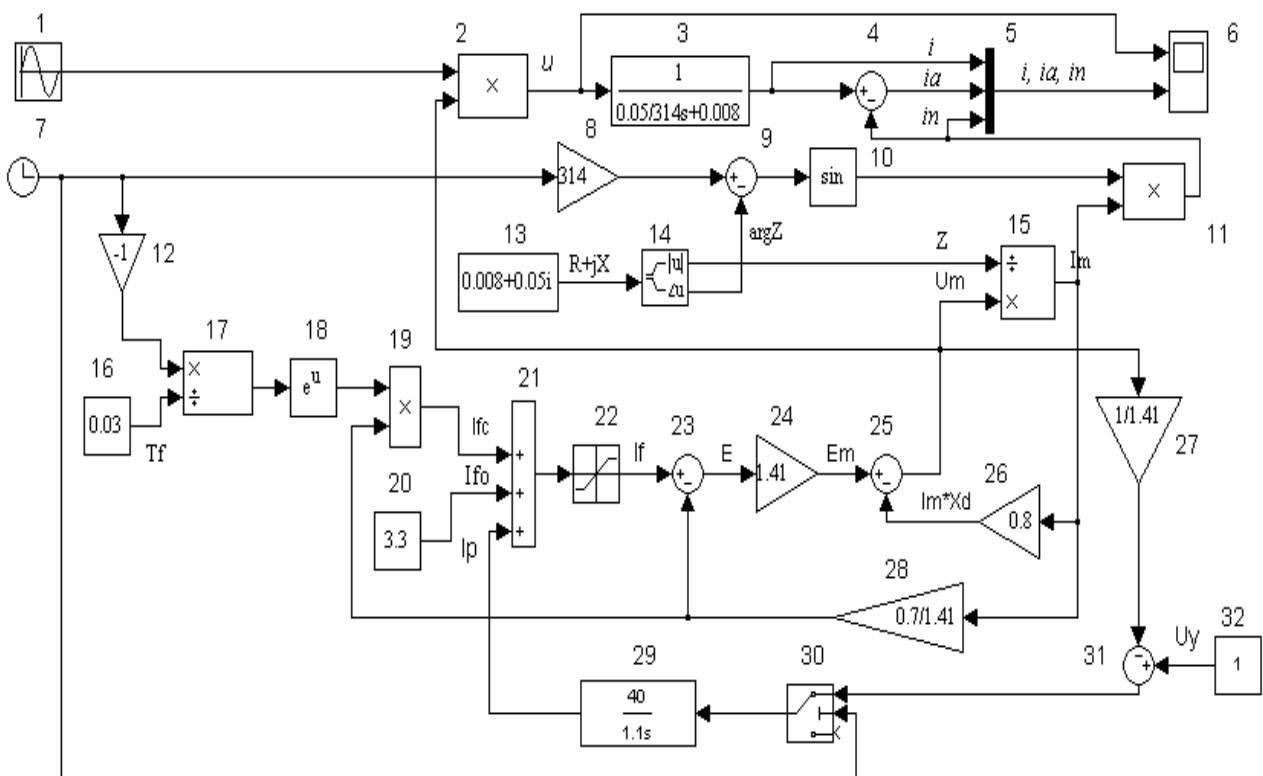 1
2
3
4
5
6
u
×
1
0.05/314s+0.008
i
ia
in
i, ia, in
+
-
7
8
314
9
+
-
sin
10
×
11
12
-1
13
0.008+0.05i
R+jX
14
|u|
∠u
argZ
Z
Um
15
÷
×
Im
16
0.03
Tf
17
×
÷
18
e^u
19
×
Ifc
20
3.3
Ifo
Ip
21
+
+
+
22
If
23
+
-
E
24
1.41
Em
25
+
-
Im*Xd
26
0.8
1/1.41
27
28
0.7/1.41
29
40
1.1s
30
31
-
+
Uy
32
1